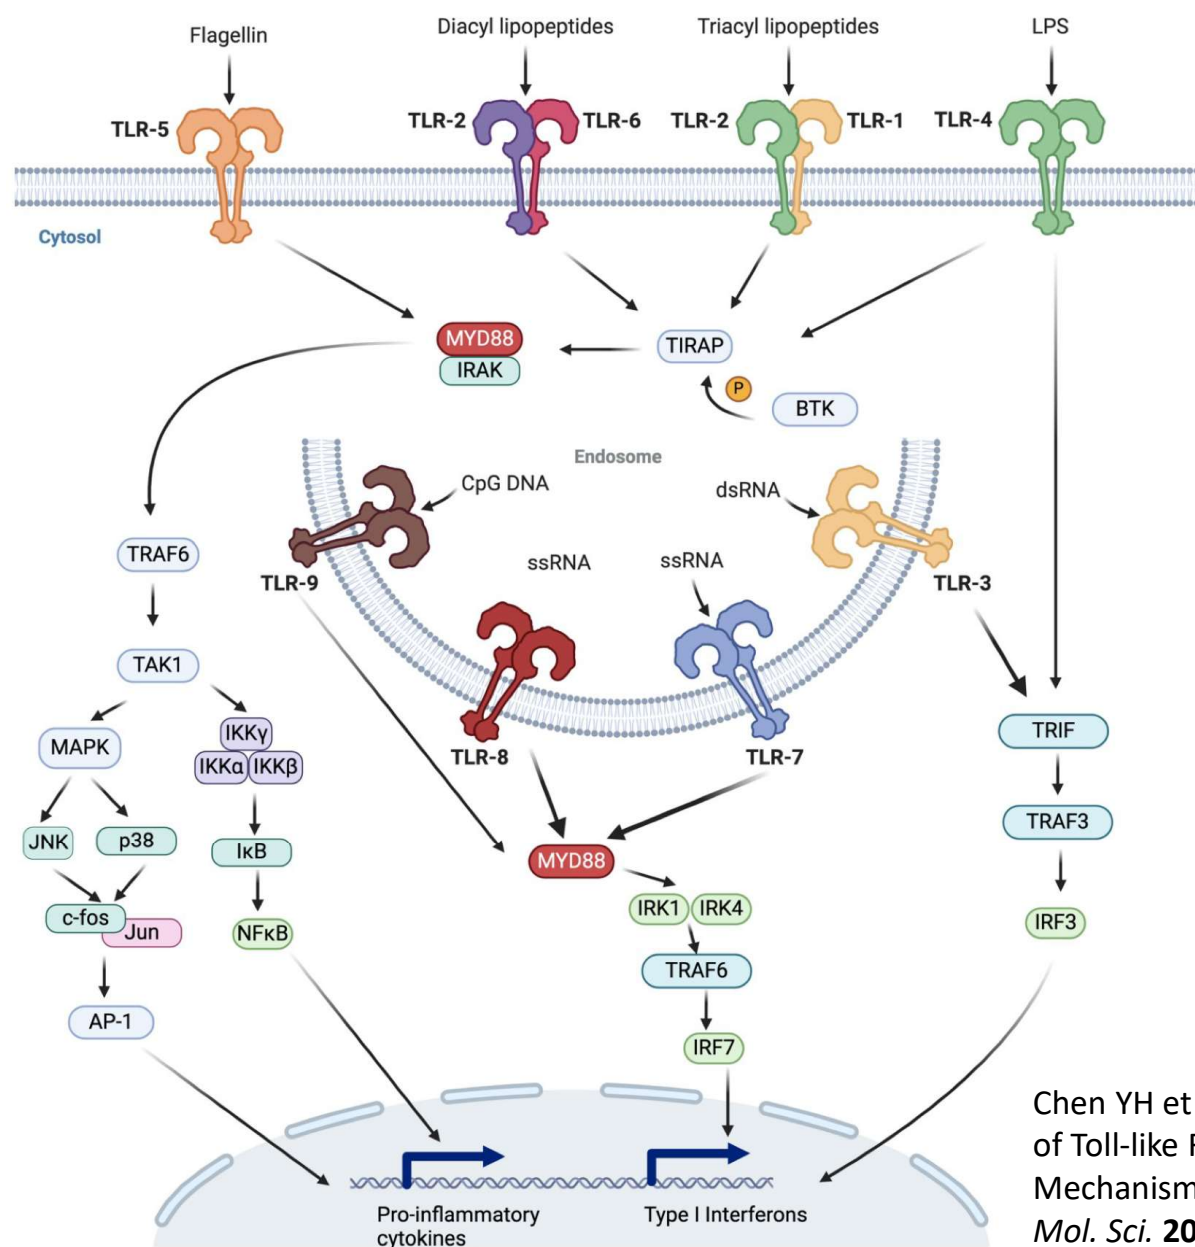 Flagellin
Diacyl lipopeptides
Triacyl lipopeptides
LPS
TLR-5
TLR-2
TLR-6
TLR-2
TLR-1
TLR-4
Cytosol
MYD88
IRAK
TIRAP
P
BTK
Endosome
CpG DNA
dsRNA
ssRNA
ssRNA
TRAF6
TLR-9
TLR-3
TAK1
MAPK
IKKγ
IKKα
IKKβ
TLR-8
TLR-7
TRIF
JNK
p38
IκB
MYD88
TRAF3
c-fos
Jun
NFκB
IRK1
IRK4
IRF3
TRAF6
AP-1
IRF7
Pro-inflammatory
cytokines
Type I Interferons
Chen YH et
of Toll-like
Mechanism
Mol. Sci. 20